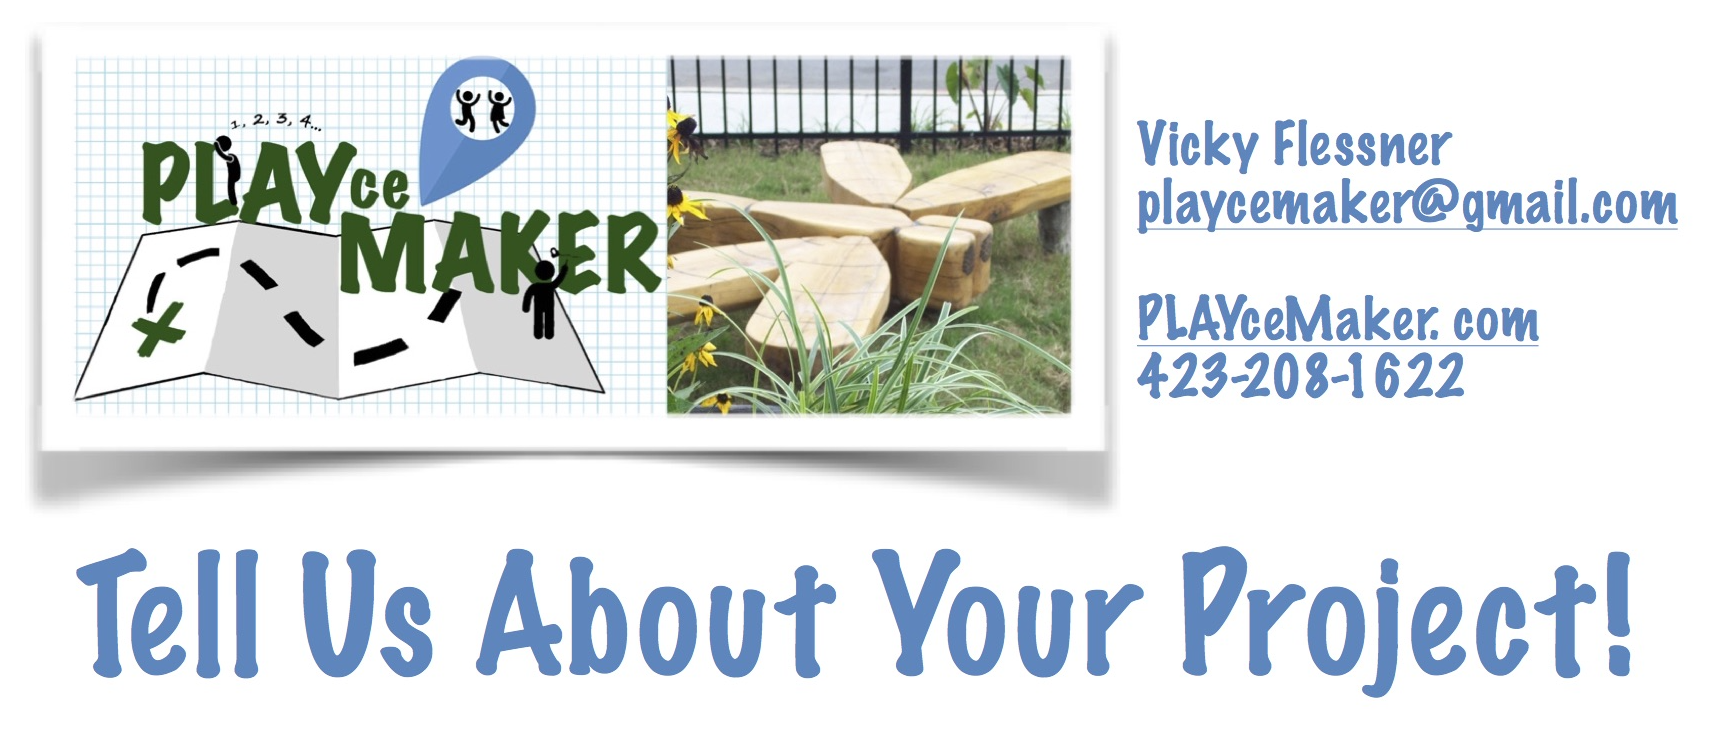 1, 2, 3, 4...
PLAYce
MAKER
Vicky Flessner
playcemaker@gmail.com
PLAYceMaker. com
423-208-1622
Tell Us About Your Project!